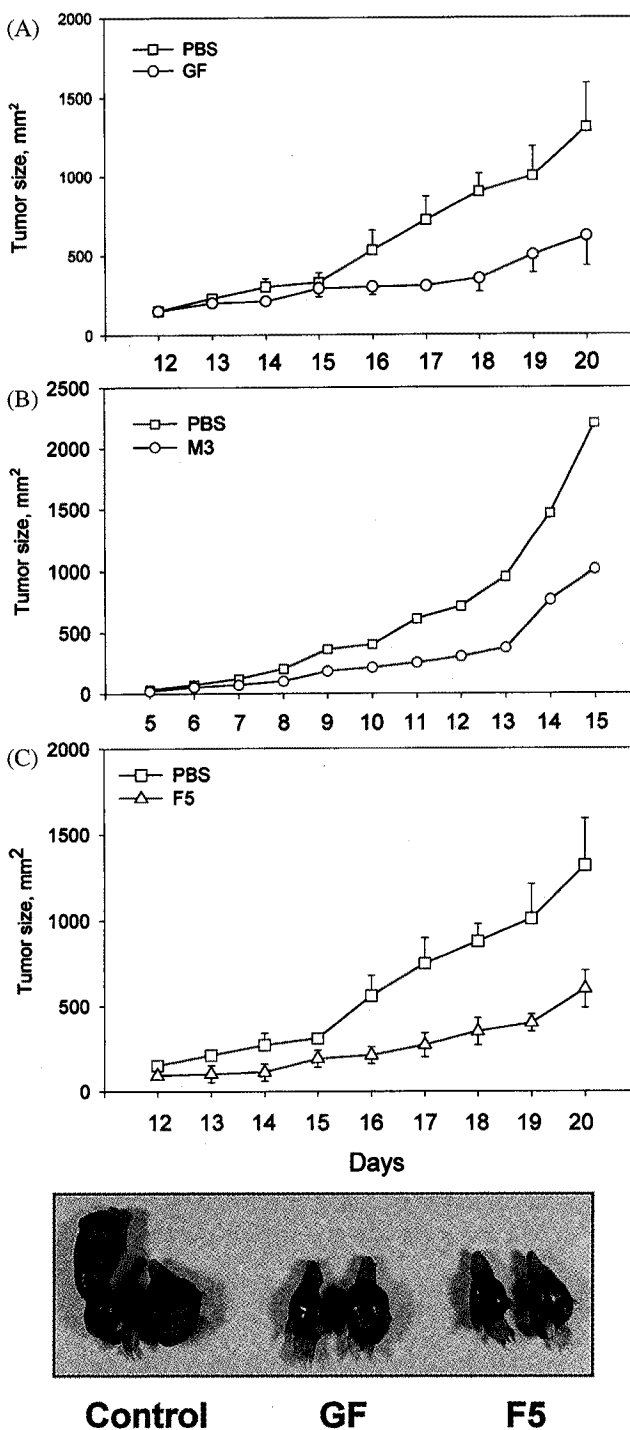 (A)
2000
1500
1000
500
0
Tumor size, mm²
PBS
GF
12 13 14 15 16 17 18 19 20
(B)
2500
2000
1500
1000
500
0
Tumor size, mm²
PBS
M3
5 6 7 8 9 10 11 12 13 14 15
(C)
2000
1500
1000
500
0
Tumor size, mm²
PBS
F5
12 13 14 15 16 17 18 19 20
Days
Control GF F5